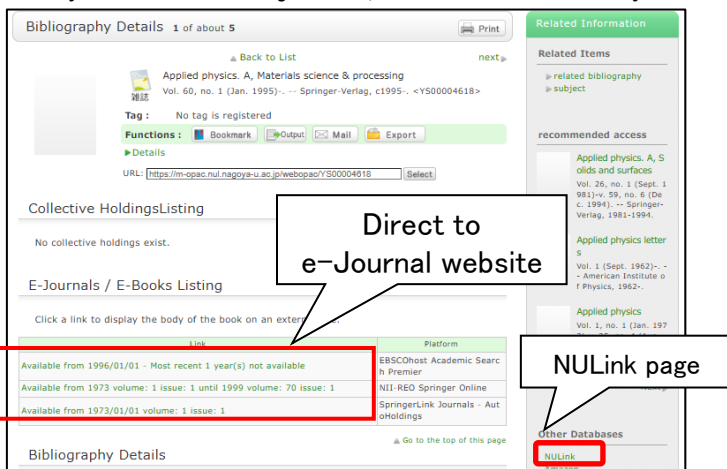 Bibliography Details 1 of about 5
Print
Back to List
next
雑誌
Applied physics. A, Materials science & processing
Vol. 60, no. 1 (Jan. 1995)-. -- Springer-Verlag, c1995-. <YS00004618>
Tag : No tag is registered
Functions : Bookmark Output Mail Export
Details
URL: https://m-opac.nul.nagoya-u.ac.jp/webopac/YS00004618 Select
Collective HoldingsListing
No collective holdings exist.
Direct to
e-Journal website
E-Journals / E-Books Listing
Click a link to display the body of the book on an
Link Platform
Available from 1996/01/01 - Most recent 1 year(s) not available
EBSCOhost Academic Searc
h Premier
Available from 1973 volume: 1 issue: 1 until 1999 volume: 70 issue: 1
NII-REO Springer Online
Available from 1973/01/01 volume: 1 issue: 1
SpringerLink Journals - Aut
oHoldings
Go to the top of this page
Bibliography Details
Related Information
Related Items
related bibliography
subject
recommended access
Applied physics. A, S
olids and surfaces
Vol. 26, no. 1 (Sept. 1
981)-v. 59, no. 6 (De
c. 1994). -- Springer-
Verlag, 1981-1994.
Applied physics letter
s
Vol. 1 (Sept. 1962)-. -
- American Institute o
f Physics, 1962-.
Applied physics
Vol. 1, no. 1 (Jan. 197
NULink page
Other Databases
NULink